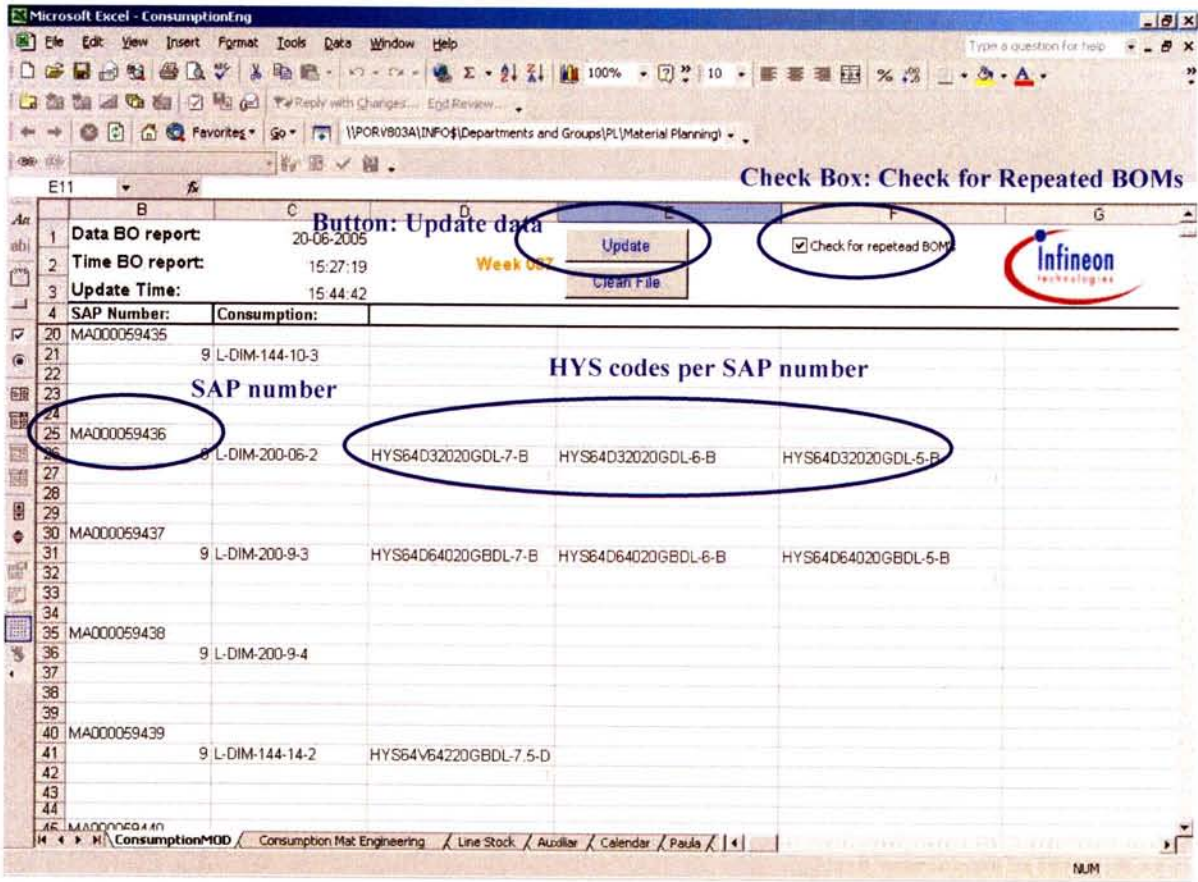 Microsoft Excel - ConsumptionEng
File Edit View Insert Format Tools Data Window Help Type a question for help
100% 10
Reply with Changes... End Review...
Favorites Go \\PORV803A\INFO$\Departments and Groups\PL\Material Planning\
Check Box: Check for Repeated BOMs
E11 fx
B C D E F G
Button: Update data
1 Data BO report: 20-06-2005 Update Check for repetead BOM's
2 Time BO report: 15:27:19 Week Clean File
Infineon
technologies
3 Update Time: 15:44:42
4 SAP Number: Consumption:
20 MA000059435
21 9 L-DIM-144-10-3
22
HYS codes per SAP number
SAP number
23
24
25 MA000059436
26 9 L-DIM-200-06-2 HYS64D32020GDL-7-B HYS64D32020GDL-6-B HYS64D32020GDL-5-B
27
28
29
30 MA000059437
31 9 L-DIM-200-9-3 HYS64D64020GBDL-7-B HYS64D64020GBDL-6-B HYS64D64020GBDL-5-B
32
33
34
35 MA000059438
36 9 L-DIM-200-9-4
37
38
39
40 MA000059439
41 9 L-DIM-144-14-2 HYS64V64220GBDL-7.5-D
42
43
44
45 MA000059440
ConsumptionMOD Consumption Mat Engineering Line Stock Auxiliar Calendar Paula
NUM